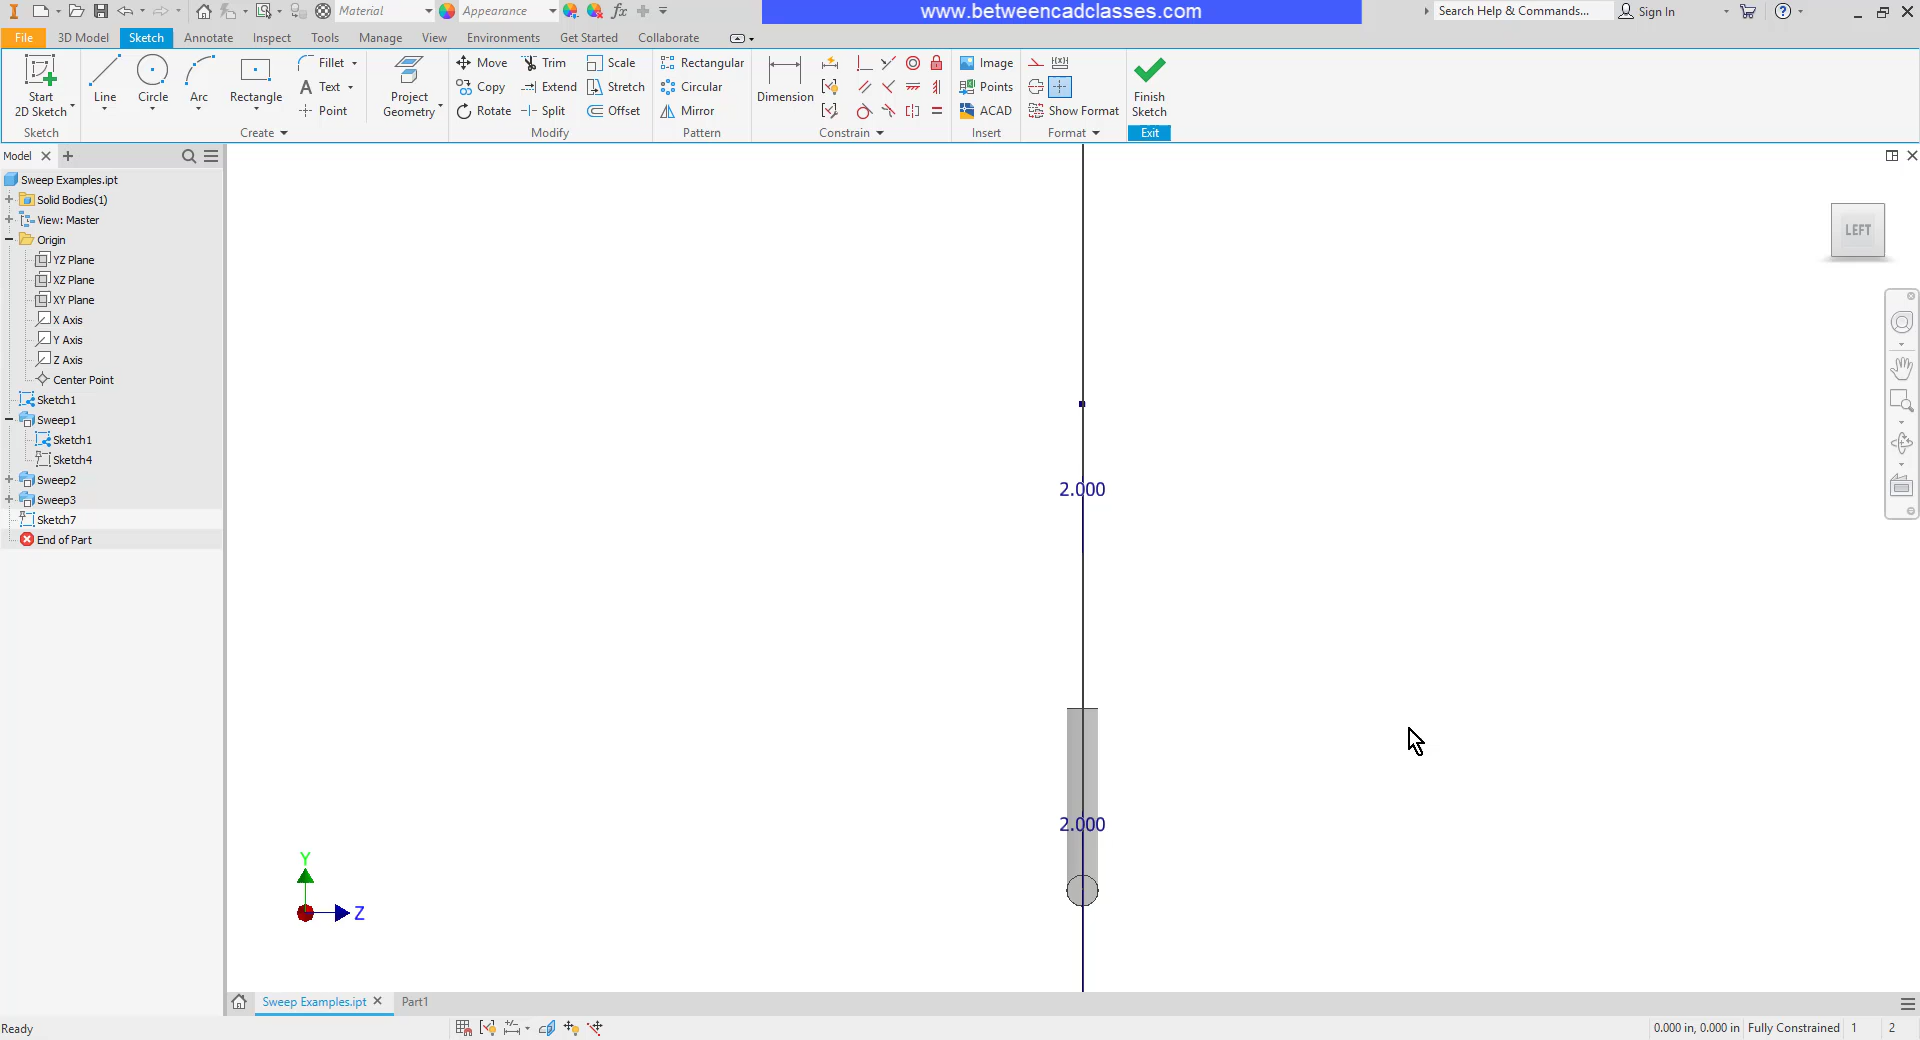 Material
Appearance
fx
www.betweencadclasses.com
Search Help & Commands...
Sign In
File
3D Model
Sketch
Annotate
Inspect
Tools
Manage
View
Environments
Get Started
Collaborate
Start
2D Sketch
Line
Circle
Arc
Rectangle
Fillet
Text
Point
Project
Geometry
Move
Copy
Rotate
Trim
Extend
Split
Scale
Stretch
Offset
Rectangular
Circular
Mirror
Dimension
Image
Points
ACAD
Show Format
Finish
Sketch
Sketch
Create
Modify
Pattern
Constrain
Insert
Format
Exit
Model
Sweep Examples.ipt
Solid Bodies(1)
View: Master
Origin
YZ Plane
XZ Plane
XY Plane
X Axis
Y Axis
Z Axis
Center Point
Sketch1
Sweep1
Sketch1
Sketch4
Sweep2
Sweep3
Sketch7
End of Part
LEFT
2.000
2.000
Y
Z
Sweep Examples.ipt
Part1
Ready
0.000 in, 0.000 in
Fully Constrained
1
2